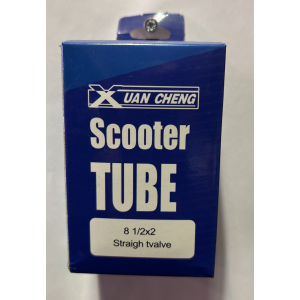 XUAN CHENG
Scooter
TUBE
8 1/2x2
Straigh tvalve